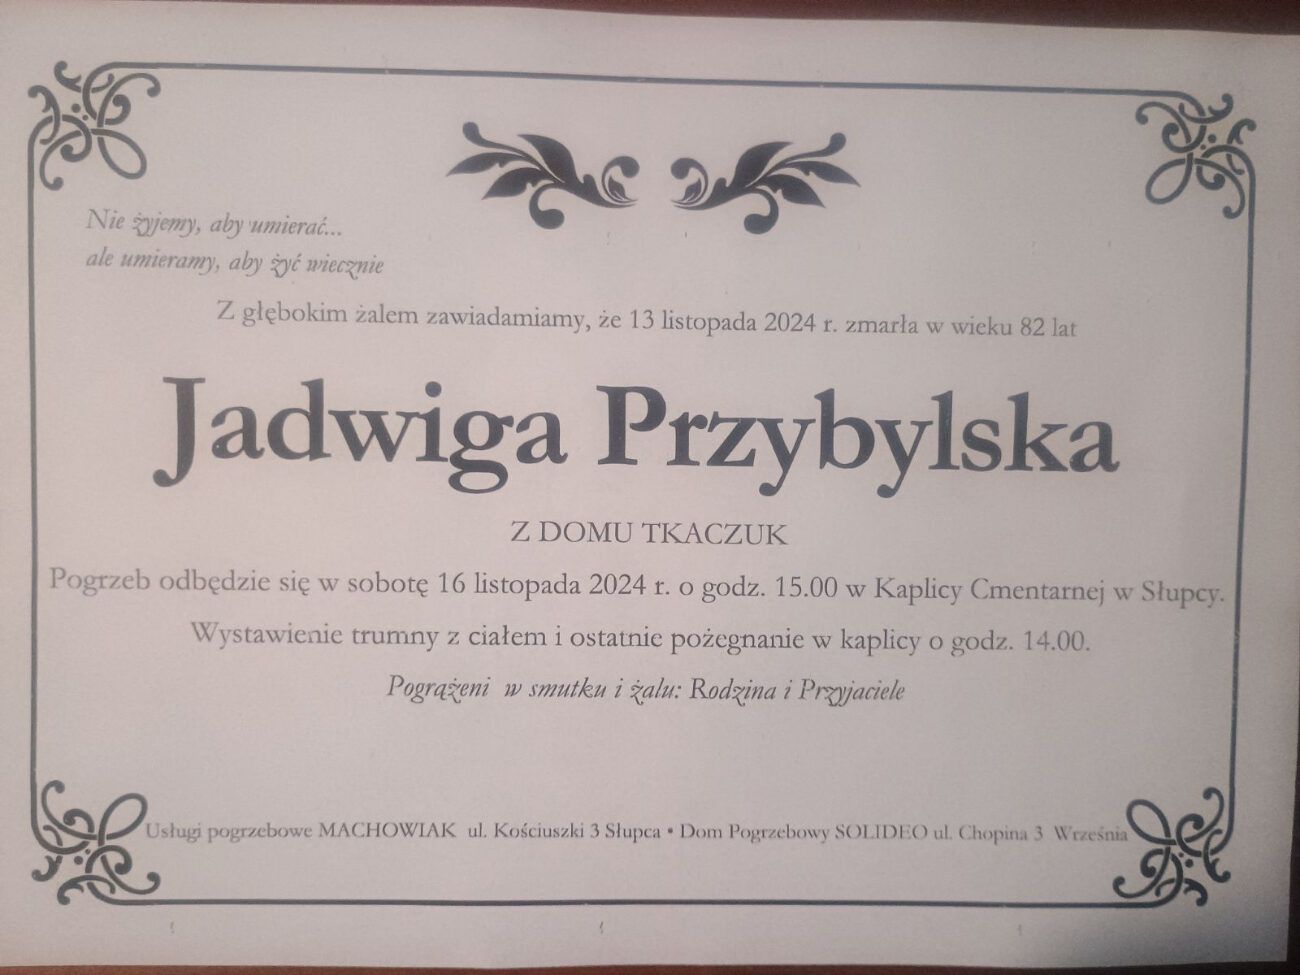 Nie żyjemy, aby umierać...
ale umieramy, aby żyć wiecznie
Z głębokim żalem zawiadamiamy, że 13 listopada 2024 r. zmarła w wieku 82 lat
Jadwiga Przybylska
Z DOMU TKACZUK
Pogrzeb odbędzie się w sobotę 16 listopada 2024 r. o godz. 15.00 w Kaplicy Cmentarnej w Słupcy.
Wystawienie trumny z ciałem i ostatnie pożegnanie w kaplicy o godz. 14.00.
Pogrążeni w smutku i żalu: Rodzina i Przyjaciele
Usługi pogrzebowe MACHOWIAK ul. Kościuszki 3 Słupca • Dom Pogrzebowy SOLIDEO ul. Chopina 3 Września